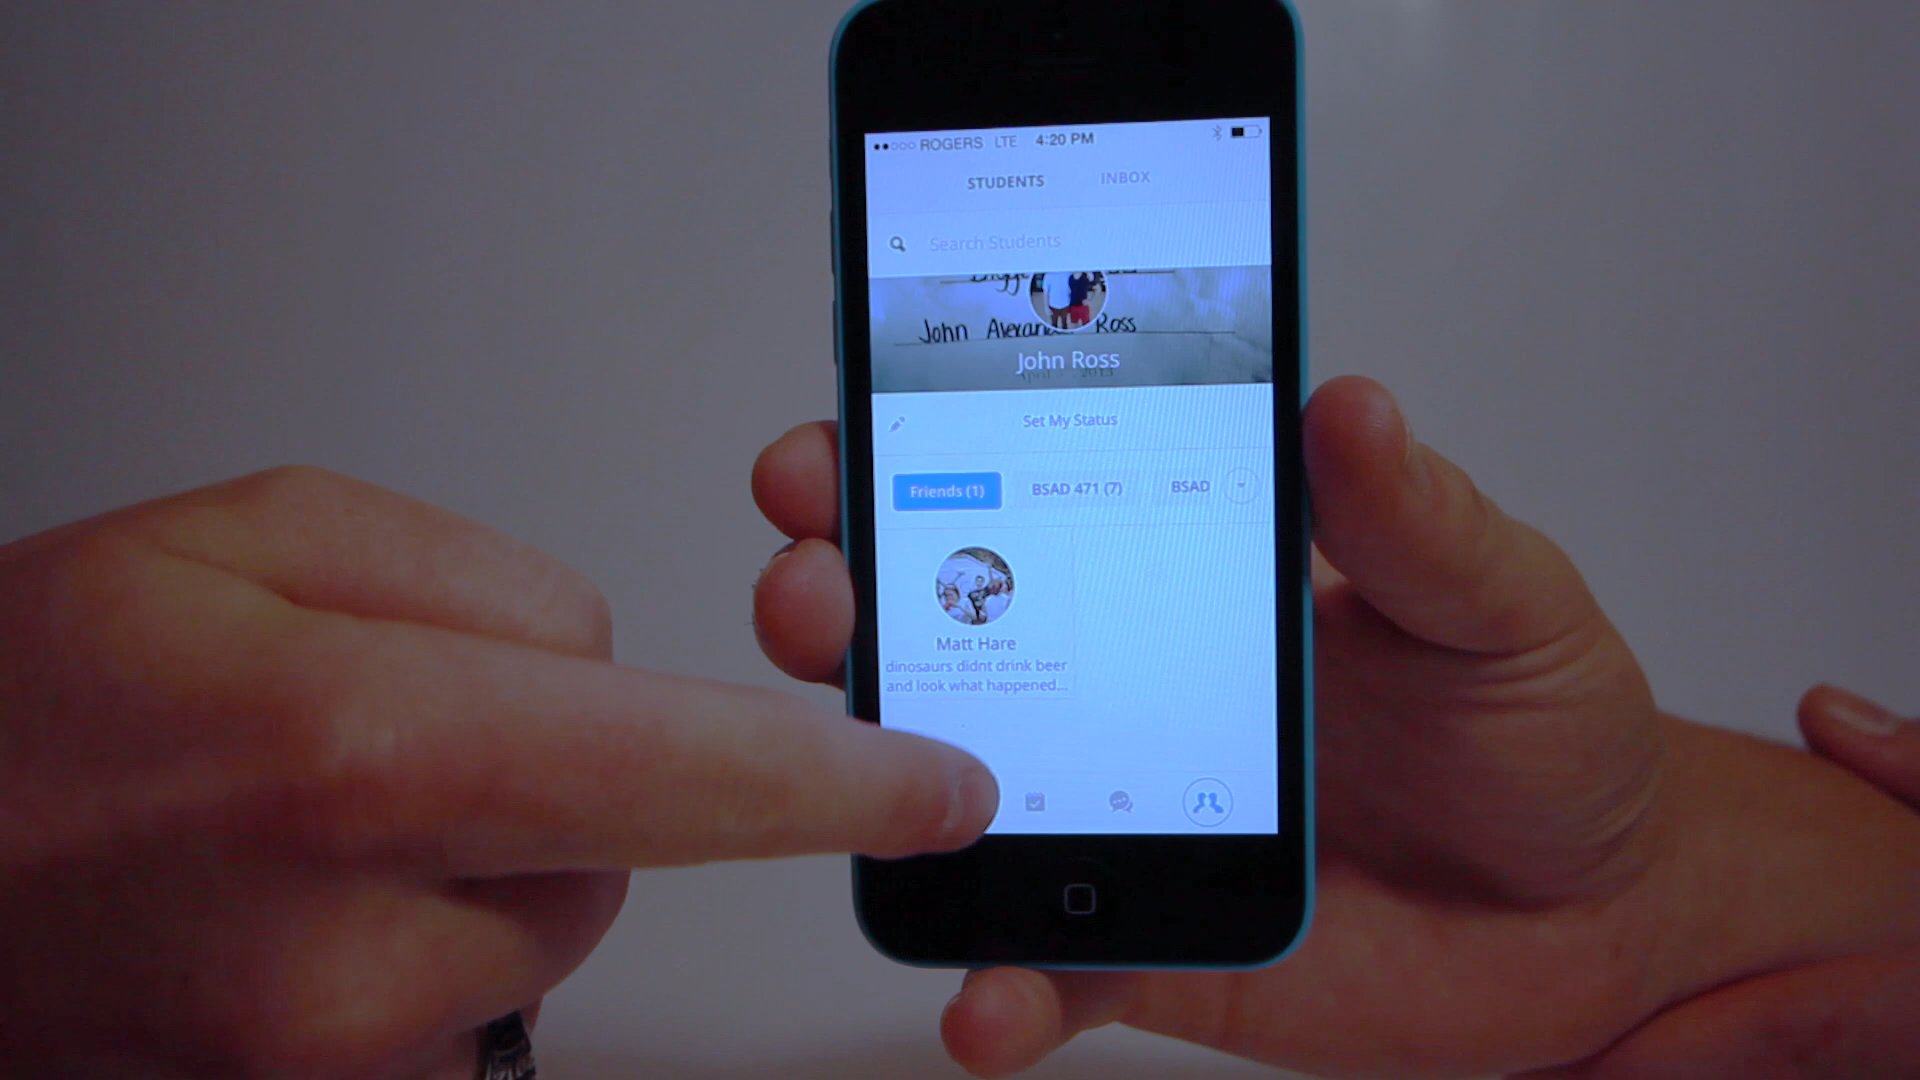 ROGERS LTE 4:20 PM
STUDENTS INBOX
Search Students
John Alexander Ross
John Ross
Set My Status
Friends (1) BSAD 471 (7) BSAD
Matt Hare
dinosaurs didnt drink beer
and look what happened...